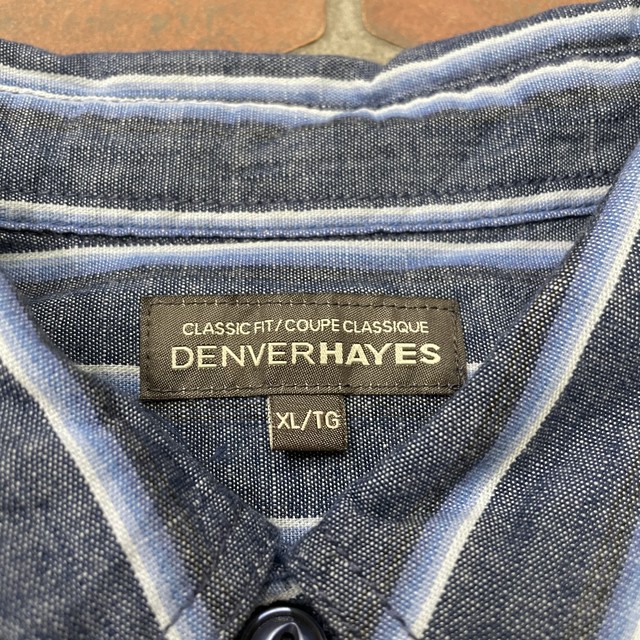 CLASSIC FIT/COUPE CLASSIQUE
DENVERHAYES
XL/TG